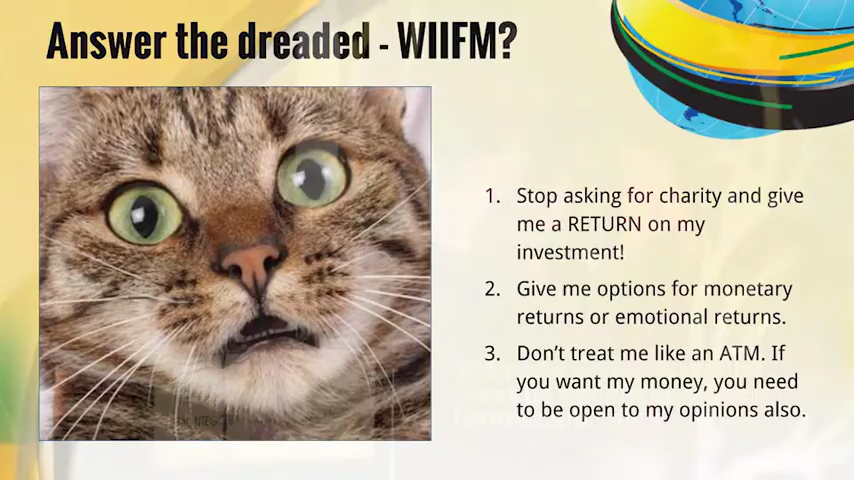 Answer the dreaded - WIIFM?
1. Stop asking for charity and give
me a RETURN on my
investment!
2. Give me options for monetary
returns or emotional returns.
3. Don't treat me like an ATM. If
you want my money, you need
to be open to my opinions also.